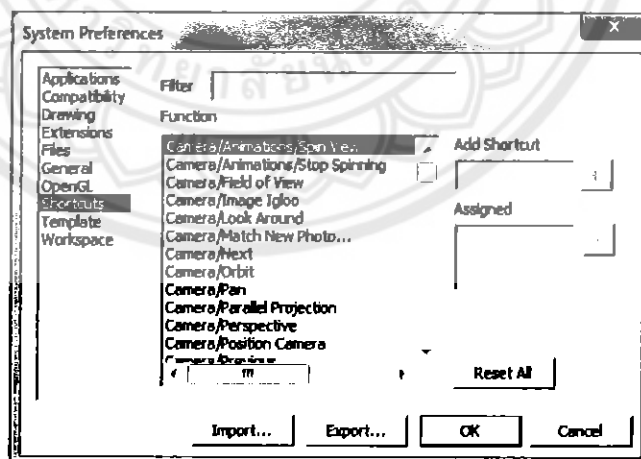 System Preferences
X
Applications
Compatibility
Drawing
Extensions
Files
General
OpenGL
Shortcuts
Template
Workspace
Filter
Function
Camera/Animations/Spin View
Camera/Animations/Stop Spinning
Camera/Field of View
Camera/Image Igloo
Camera/Look Around
Camera/Match New Photo...
Camera/Next
Camera/Orbit
Camera/Pan
Camera/Parallel Projection
Camera/Perspective
Camera/Position Camera
Camera/Previous
Add Shortcut
Assigned
Reset All
Import...
Export...
OK
Cancel